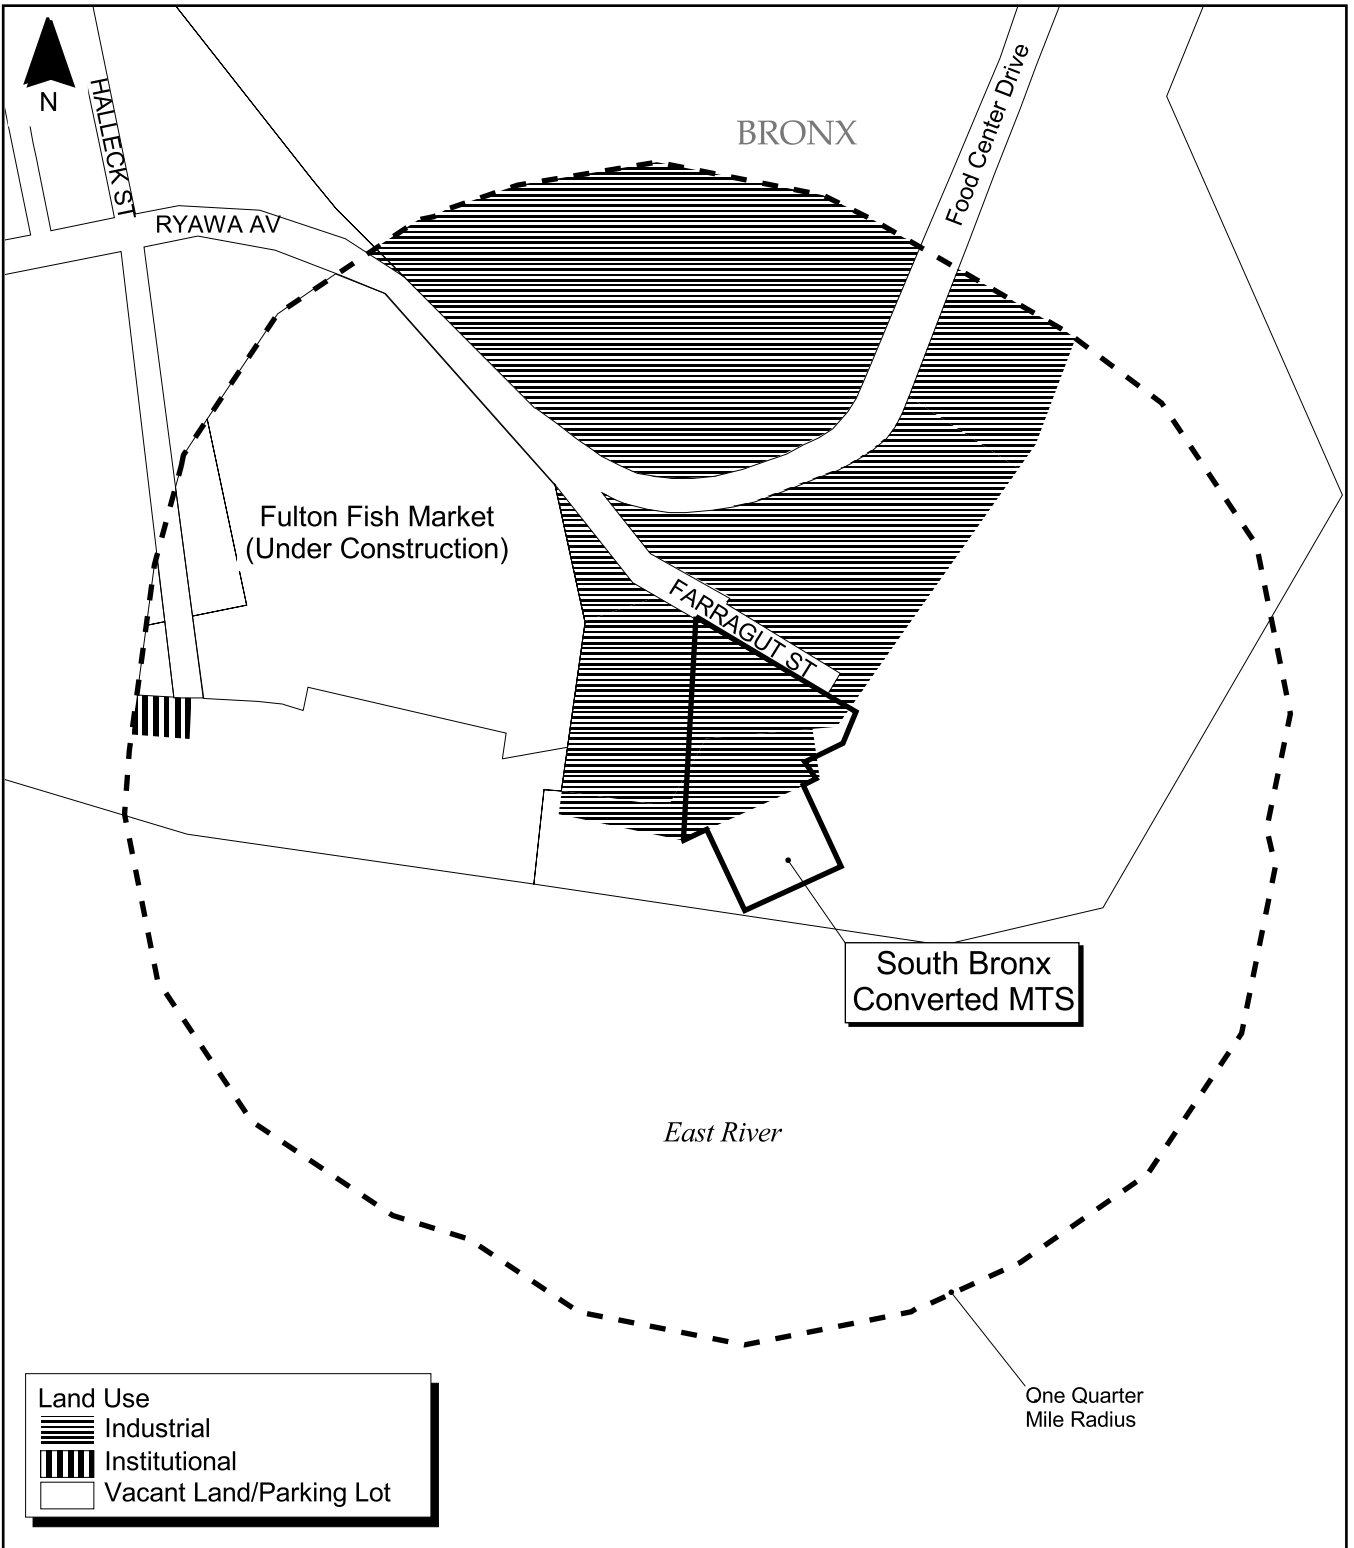 N
HALLECK ST
BRONX
Food Center Drive
RYAWA AV
Fulton Fish Market
(Under Construction)
FARRAGUT ST
South Bronx
Converted MTS
East River
One Quarter
Mile Radius
Land Use
Industrial
Institutional
Vacant Land/Parking Lot